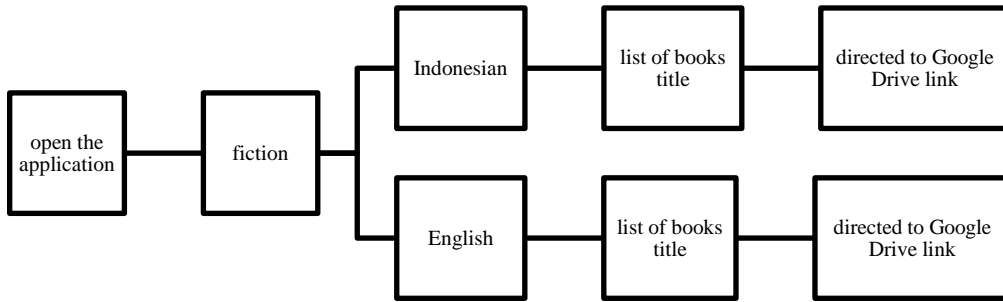 open the
application
fiction
Indonesian
list of books
title
directed to Google
Drive link
English
list of books
title
directed to Google
Drive link